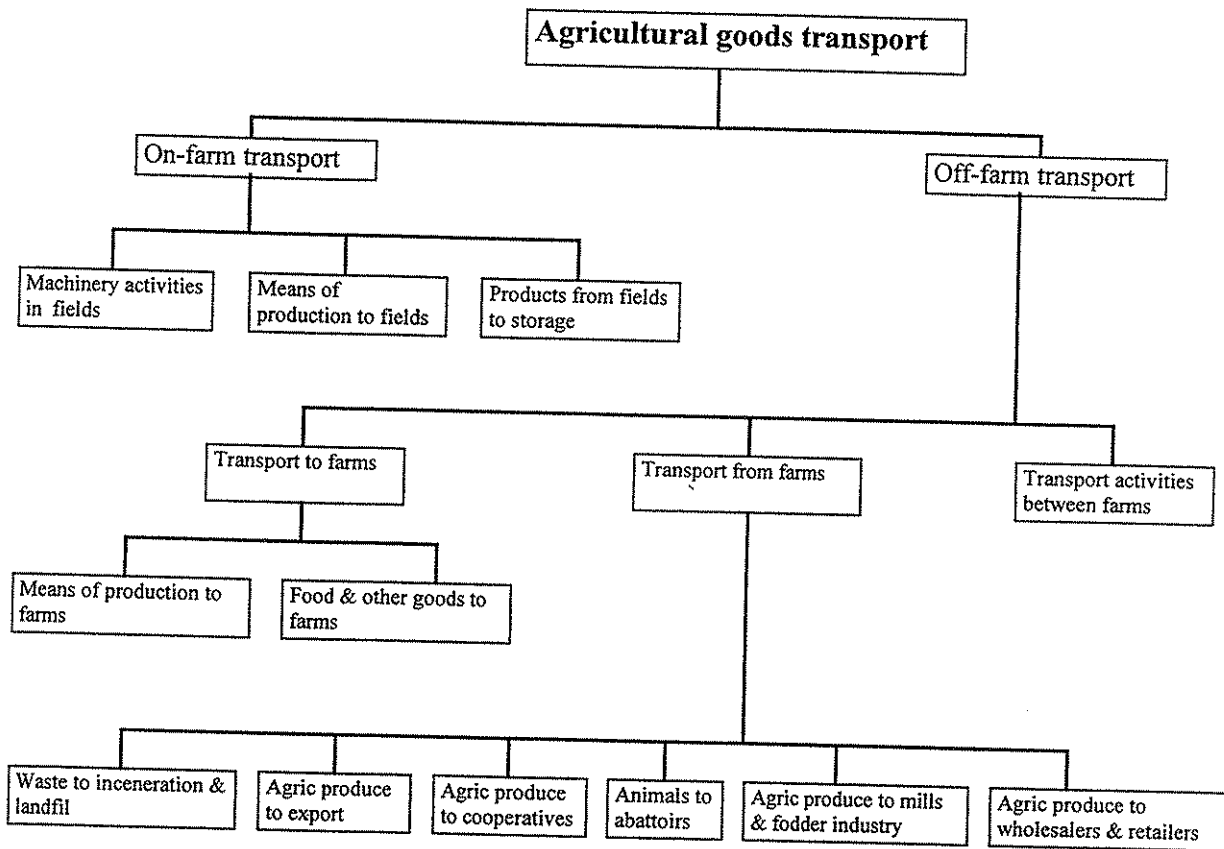 Agricultural goods transport
On-farm transport
Off-farm transport
Machinery activities
in fields
Means of
production to fields
Products from fields
to storage
Transport to farms
Transport from farms
Transport activities
between farms
Means of production to
farms
Food & other goods to
farms
Waste to inceneration &
landfil
Agric produce
to export
Agric produce
to cooperatives
Animals to
abattoirs
Agric produce to mills
& fodder industry
Agric produce to
wholesalers & retailers